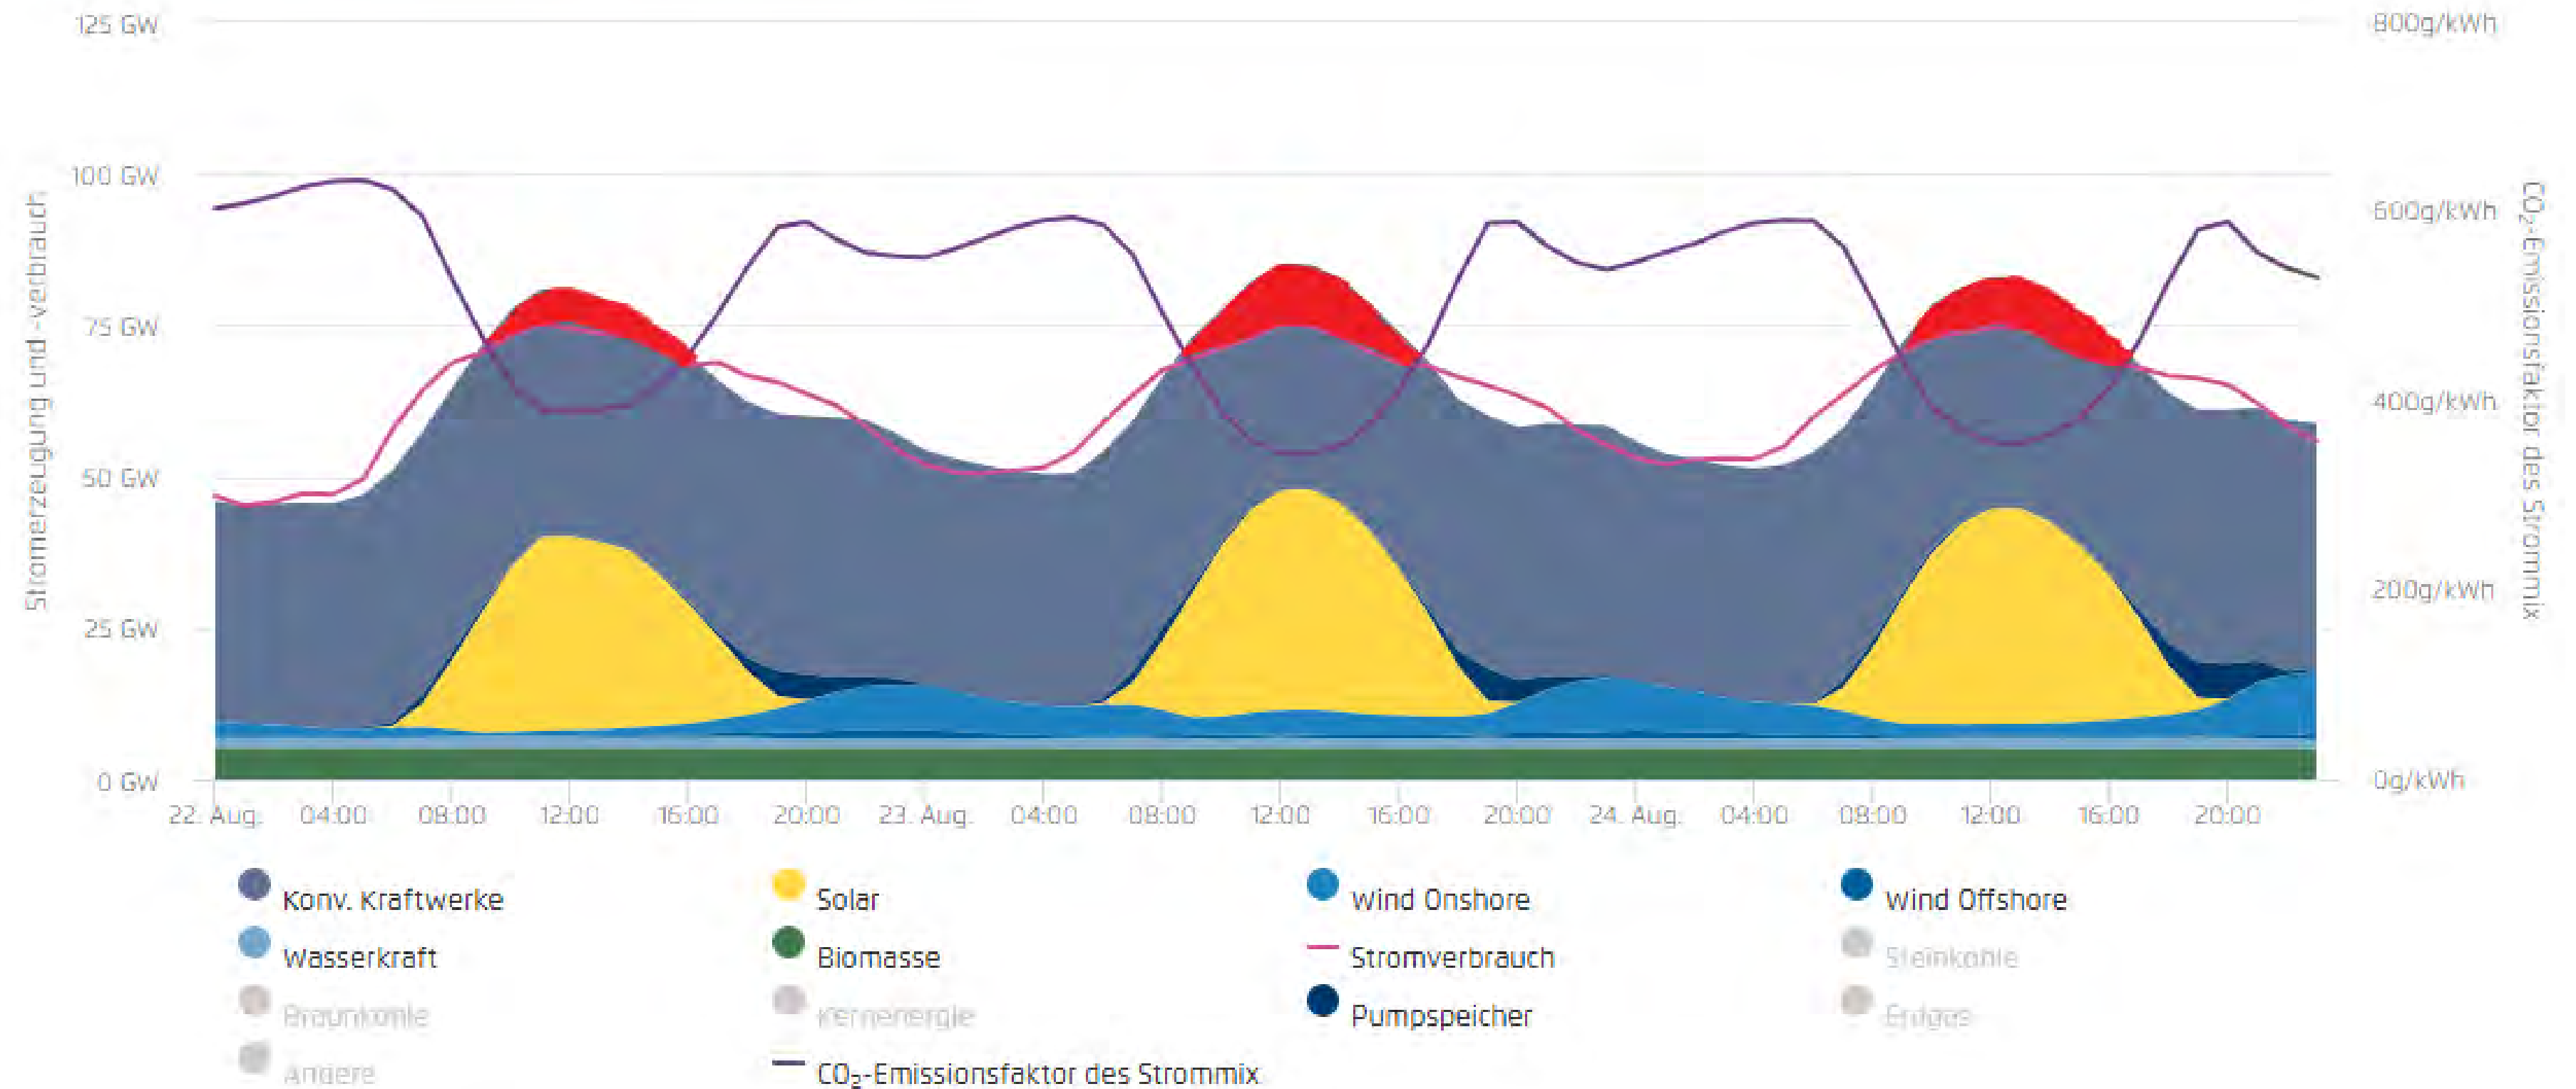 125 GW
100 GW
75 GW
50 GW
25 GW
0 GW
Stromerzeugung und -verbrauch
800g/kWh
600g/kWh
400g/kWh
200g/kWh
0g/kWh
CO₂-Emissionsfaktor des Strommix
22. Aug. 04:00 08:00 12:00 16:00 20:00 23. Aug. 04:00 08:00 12:00 16:00 20:00 24. Aug. 04:00 08:00 12:00 16:00 20:00
Konv. Kraftwerke Solar Wind Onshore Wind Offshore
Wasserkraft Biomasse Stromverbrauch Steinkohle
Braunkohle Kernenergie Pumpspeicher Erdgas
Andere CO₂-Emissionsfaktor des Strommix